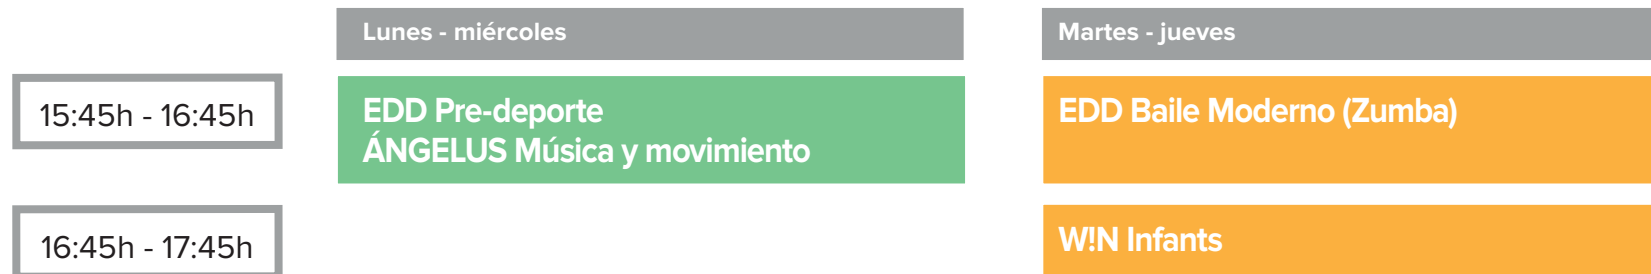 Lunes - miércoles
Martes - jueves
15:45h - 16:45h
EDD Pre-deporte
ÁNGELUS Música y movimiento
EDD Baile Moderno (Zumba)
16:45h - 17:45h
W!N Infants